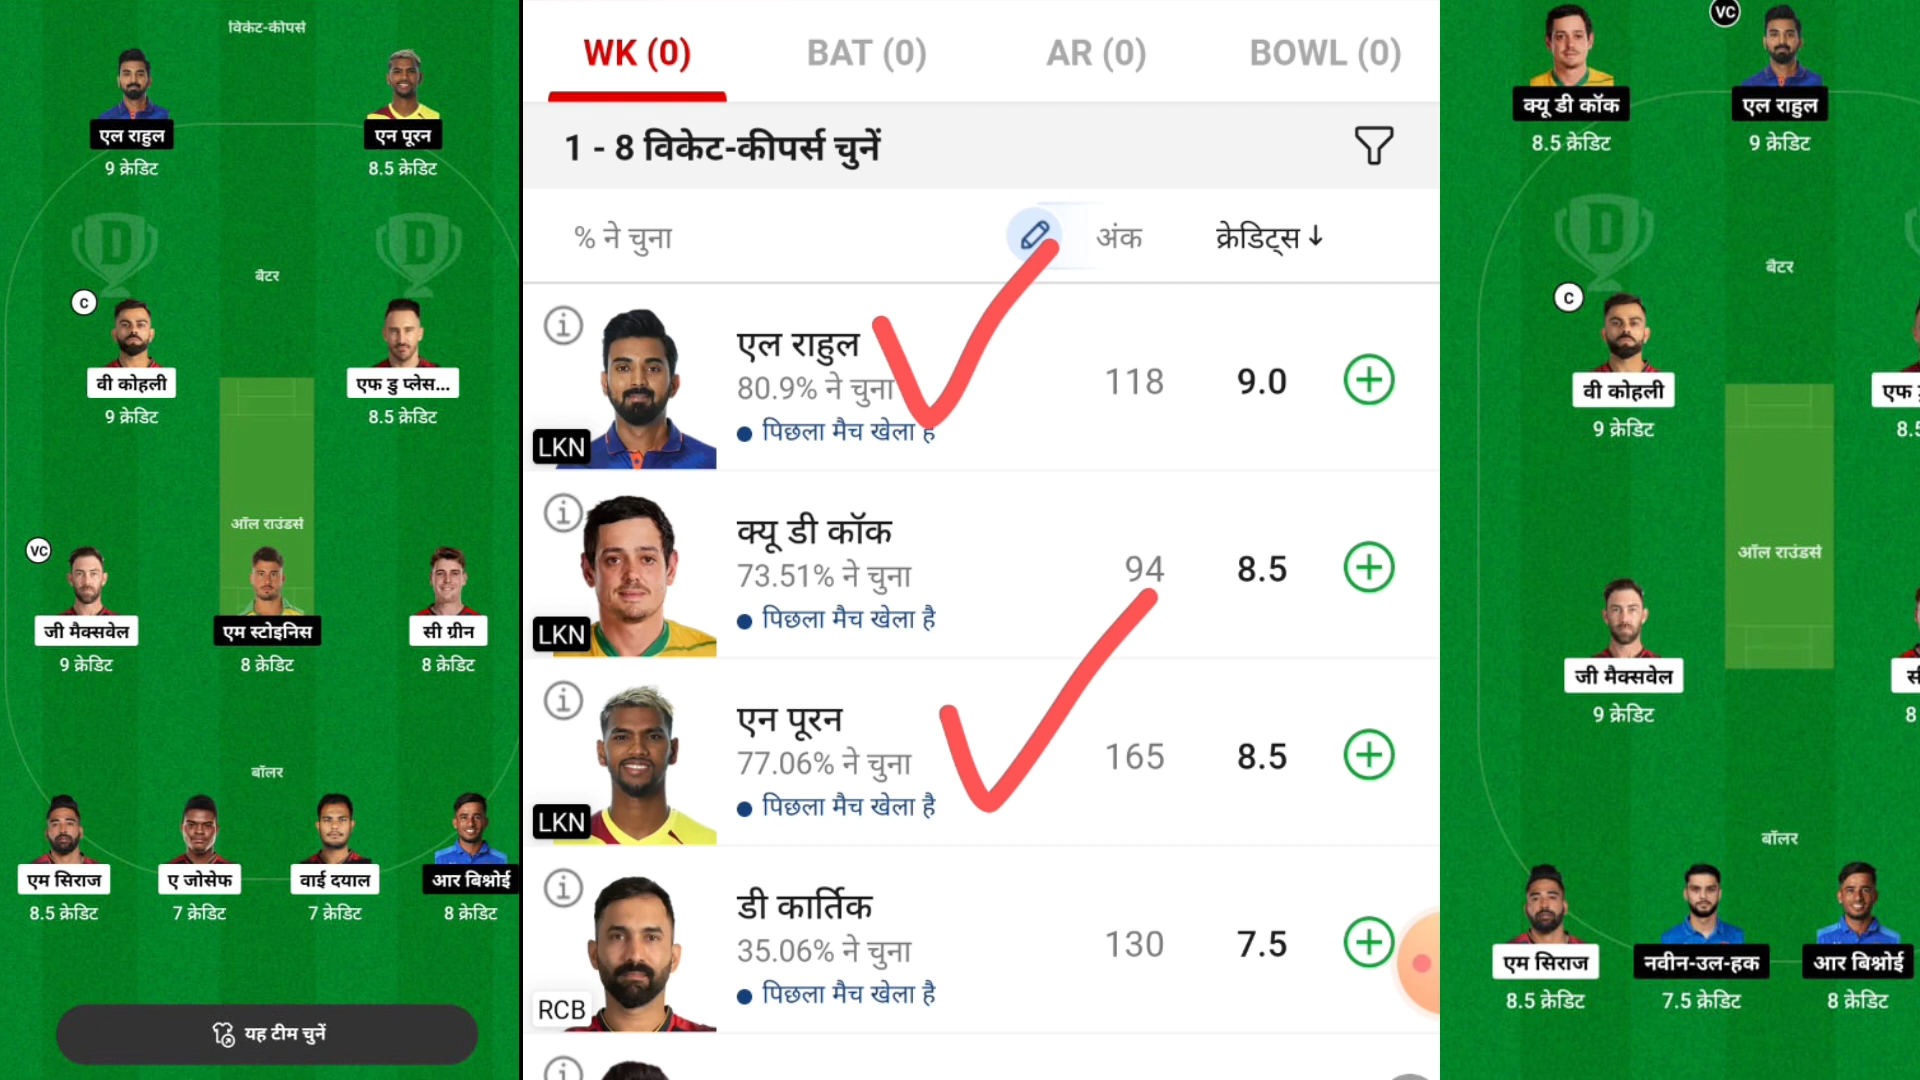 विकेट-कीपर्स
एल राहुल
एन पूरन
9 क्रेडिट
8.5 क्रेडिट
D
D
बैटर
C
वी कोहली
एफ डु प्लेस...
9 क्रेडिट
8.5 क्रेडिट
ऑल राउंडर्स
VC
जी मैक्सवेल
एम स्टोइनिस
सी ग्रीन
9 क्रेडिट
8 क्रेडिट
8 क्रेडिट
बॉलर
एम सिराज
ए जोसेफ
वाई दयाल
आर बिश्नोई
8.5 क्रेडिट
7 क्रेडिट
7 क्रेडिट
8 क्रेडिट
यह टीम चुनें
WK (0)
BAT (0)
AR (0)
BOWL (0)
1 - 8 विकेट-कीपर्स चुनें
% ने चुना
अंक
क्रेडिट्स ↓
एल राहुल
80.9% ने चुना
118
9.0
पिछला मैच खेला है
LKN
क्यू डी कॉक
73.51% ने चुना
94
8.5
पिछला मैच खेला है
LKN
एन पूरन
77.06% ने चुना
165
8.5
पिछला मैच खेला है
LKN
डी कार्तिक
35.06% ने चुना
130
7.5
पिछला मैच खेला है
RCB
VC
क्यू डी कॉक
एल राहुल
8.5 क्रेडिट
9 क्रेडिट
D
बैटर
C
वी कोहली
एफ
9 क्रेडिट
8.5
ऑल राउंडर्स
जी मैक्सवेल
9 क्रेडिट
8
बॉलर
एम सिराज
नवीन-उल-हक
आर बिश्नोई
8.5 क्रेडिट
7.5 क्रेडिट
8 क्रेडिट